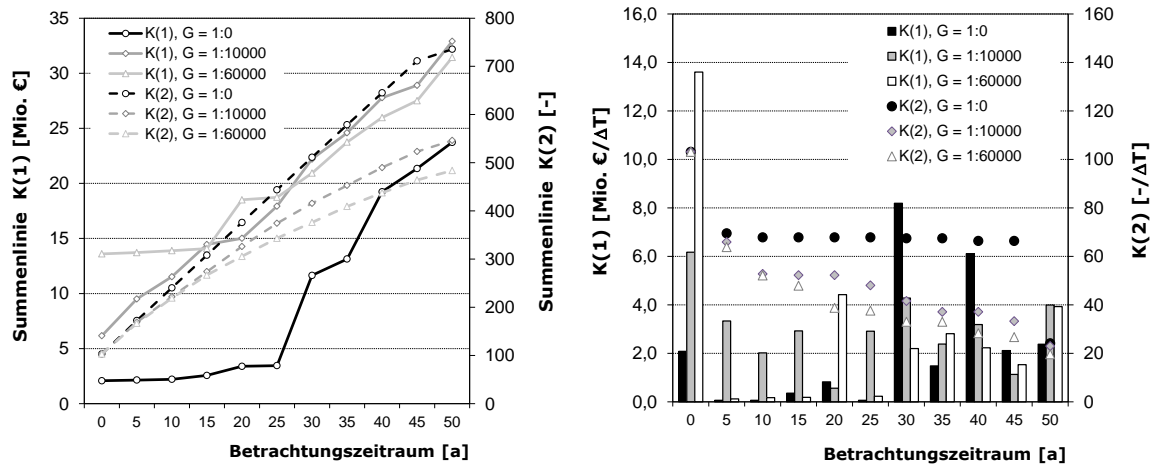 35
30
25
20
15
10
5
0
Summenlinie K(1) [Mio. €]
K(1), G = 1:0
K(1), G = 1:10000
K(1), G = 1:60000
K(2), G = 1:0
K(2), G = 1:10000
K(2), G = 1:60000
800
700
600
500
400
300
200
100
0
Summenlinie K(2) [-]
0 5 10 15 20 25 30 35 40 45 50
Betrachtungszeitraum [a]
16,0
14,0
12,0
10,0
8,0
6,0
4,0
2,0
0,0
K(1) [Mio. €/ΔT]
K(1), G = 1:0
K(1), G = 1:10000
K(1), G = 1:60000
K(2), G = 1:0
K(2), G = 1:10000
K(2), G = 1:60000
160
140
120
100
80
60
40
20
0
K(2) [-/ΔT]
0 5 10 15 20 25 30 35 40 45 50
Betrachtungszeitraum [a]